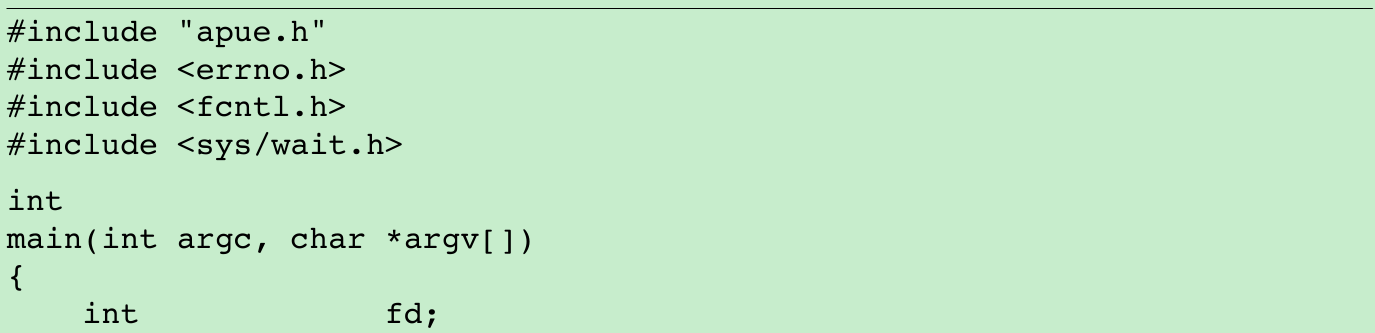 #include "apue.h"
#include <errno.h>
#include <fcntl.h>
#include <sys/wait.h>
int
main(int argc, char *argv[])
{
    int             fd;